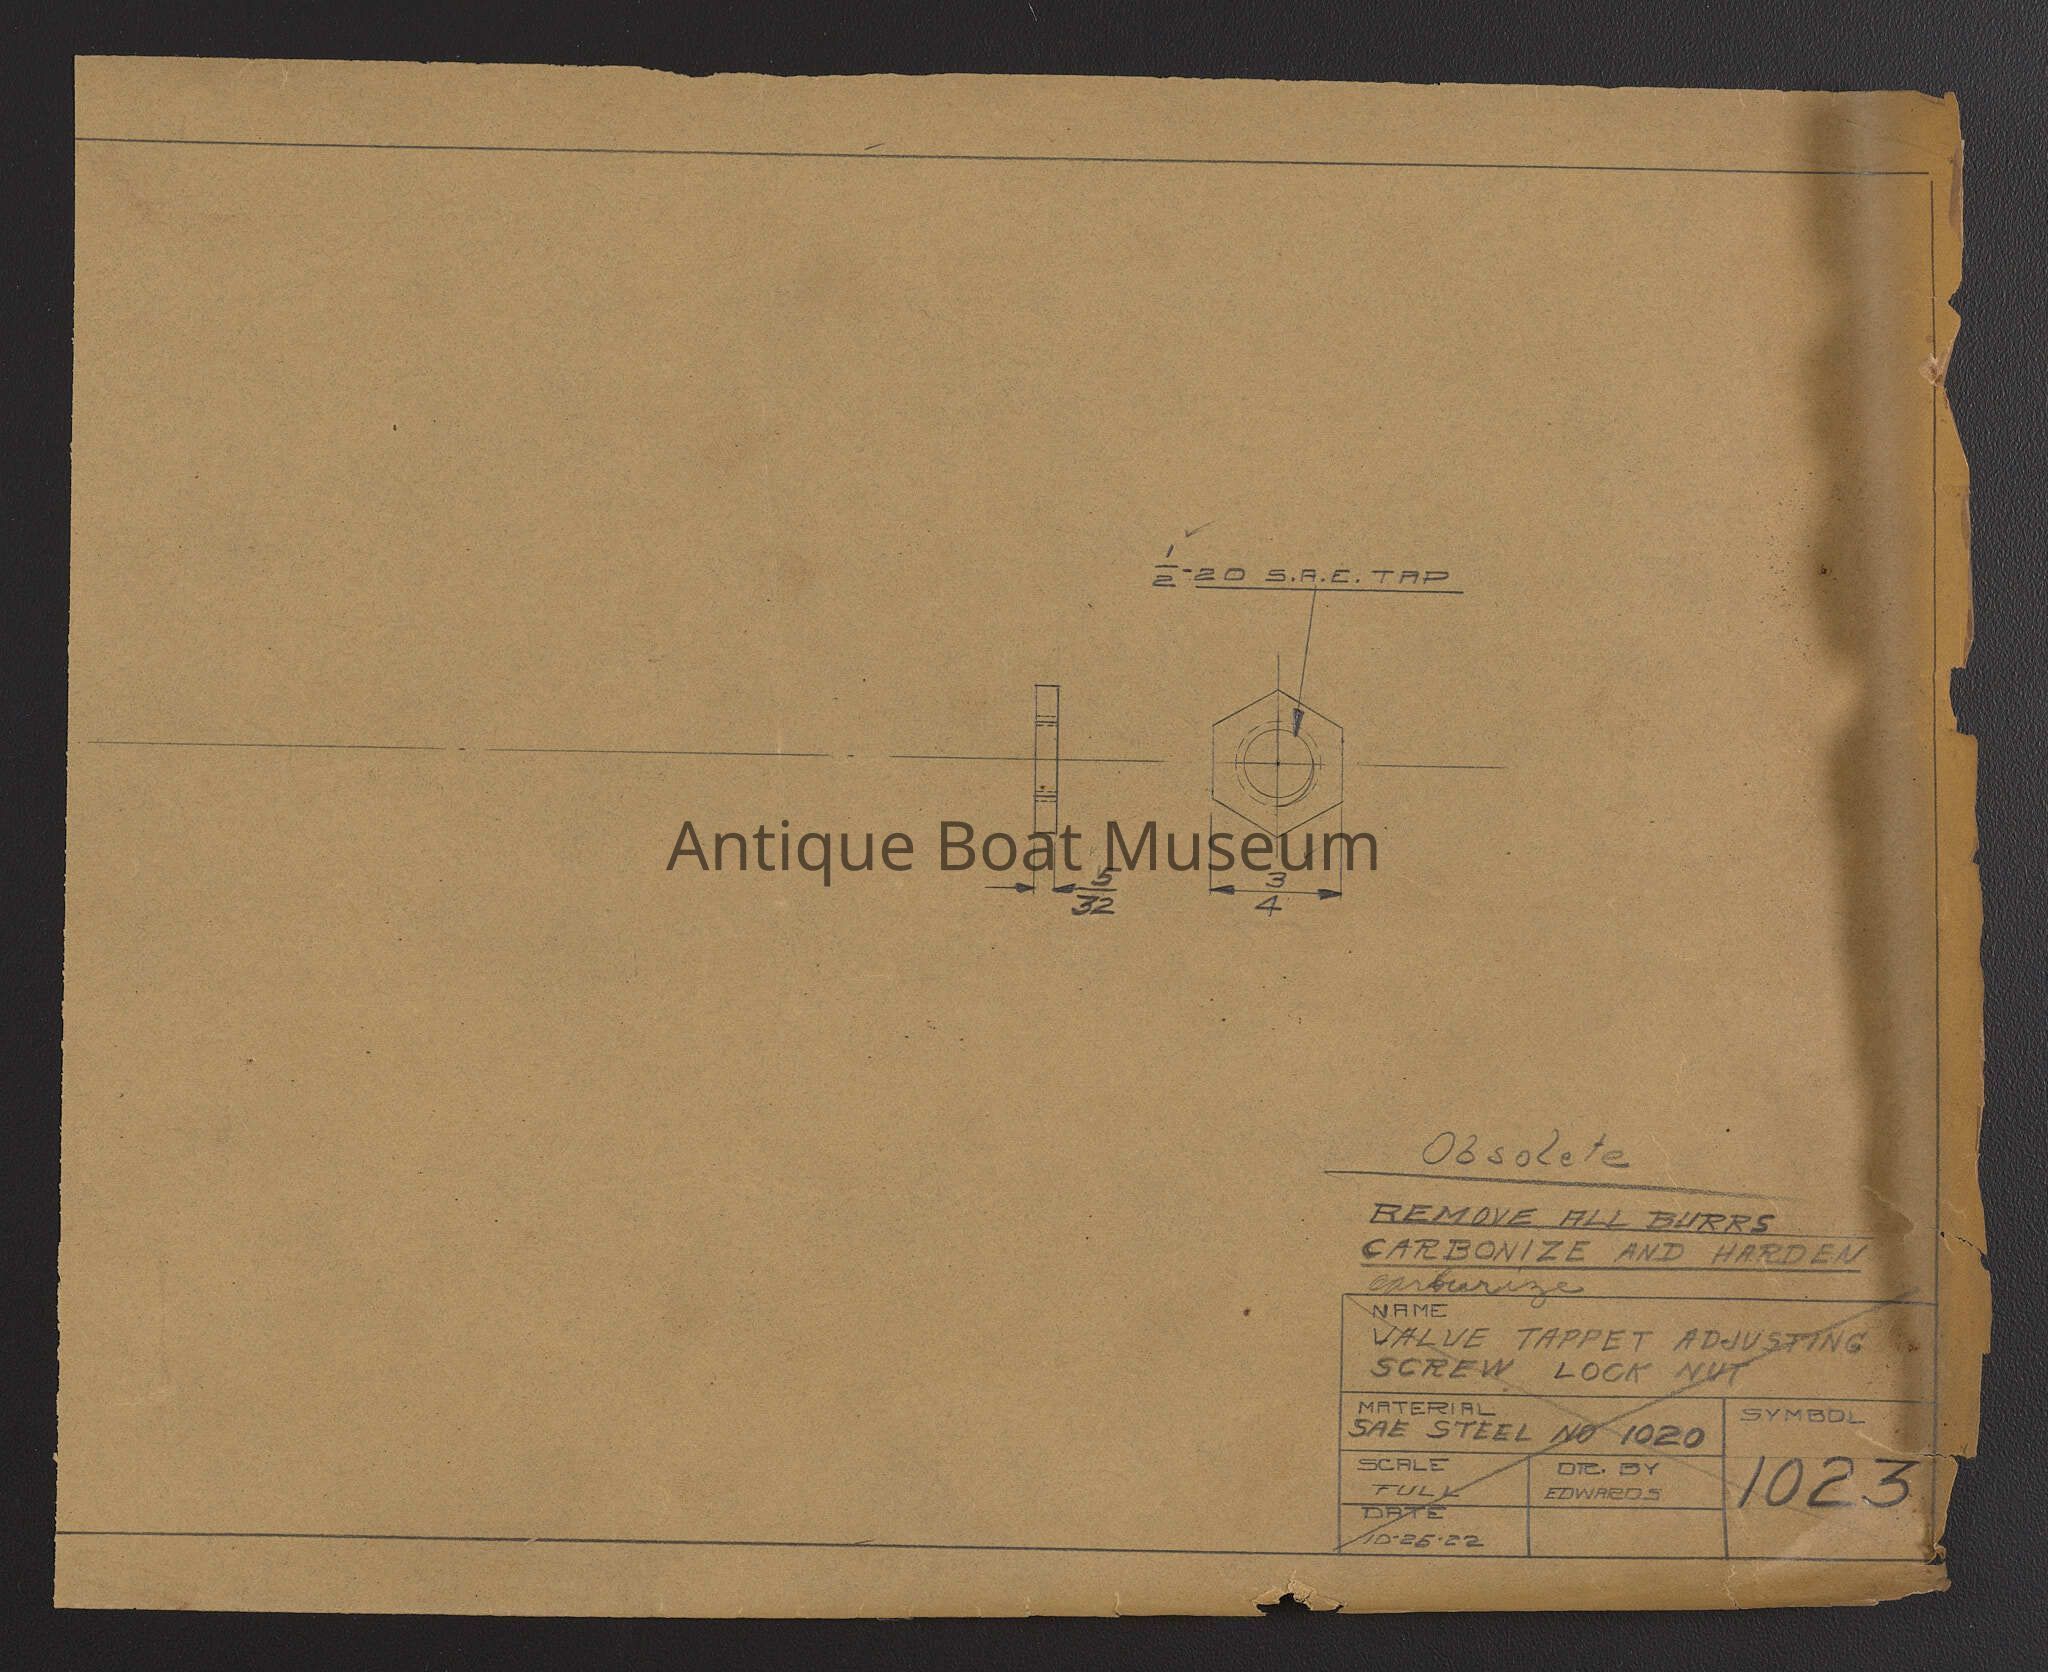 1/2-20 S.A.E. TAP
Antique Boat Museum
5/32
3/4
Obsolete
REMOVE ALL BURRS
CARBONIZE AND HARDEN
carburize
NAME
VALVE TAPPET ADJUSTING
SCREW LOCK NUT
MATERIAL
SAE STEEL NO 1020
SYMBOL
1023
SCALE
FULL
DR. BY
EDWARDS
DATE
10-26-22